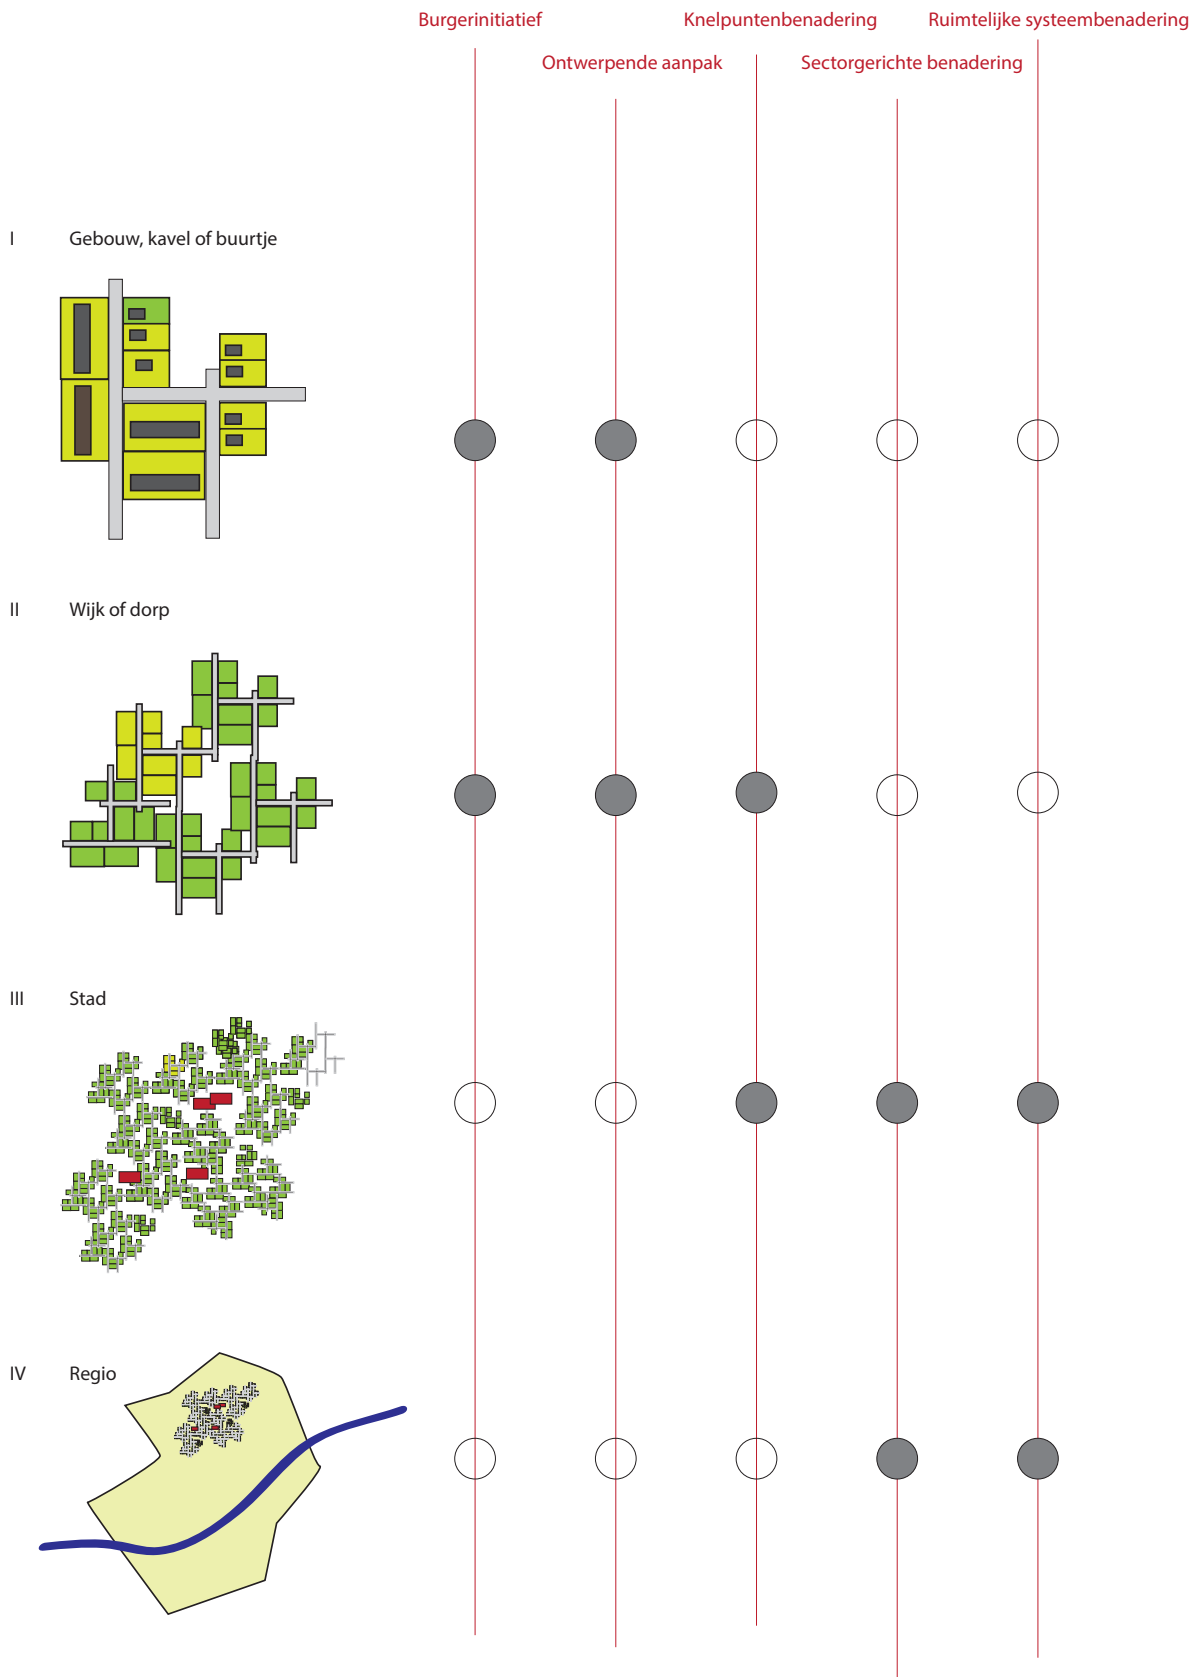 Burgerinitiatief
Knelpuntenbenadering
Ruimtelijke systeembenadering
Ontwerpende aanpak
Sectorgerichte benadering
I Gebouw, kavel of buurtje
II Wijk of dorp
III Stad
IV Regio